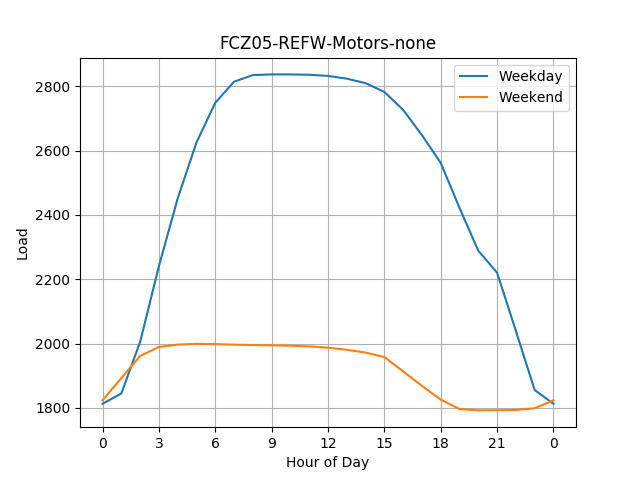 FCZ05-REFW-Motors-none
Weekday
Weekend
Load
2800
2600
2400
2200
2000
1800
0 3 6 9 12 15 18 21 0
Hour of Day